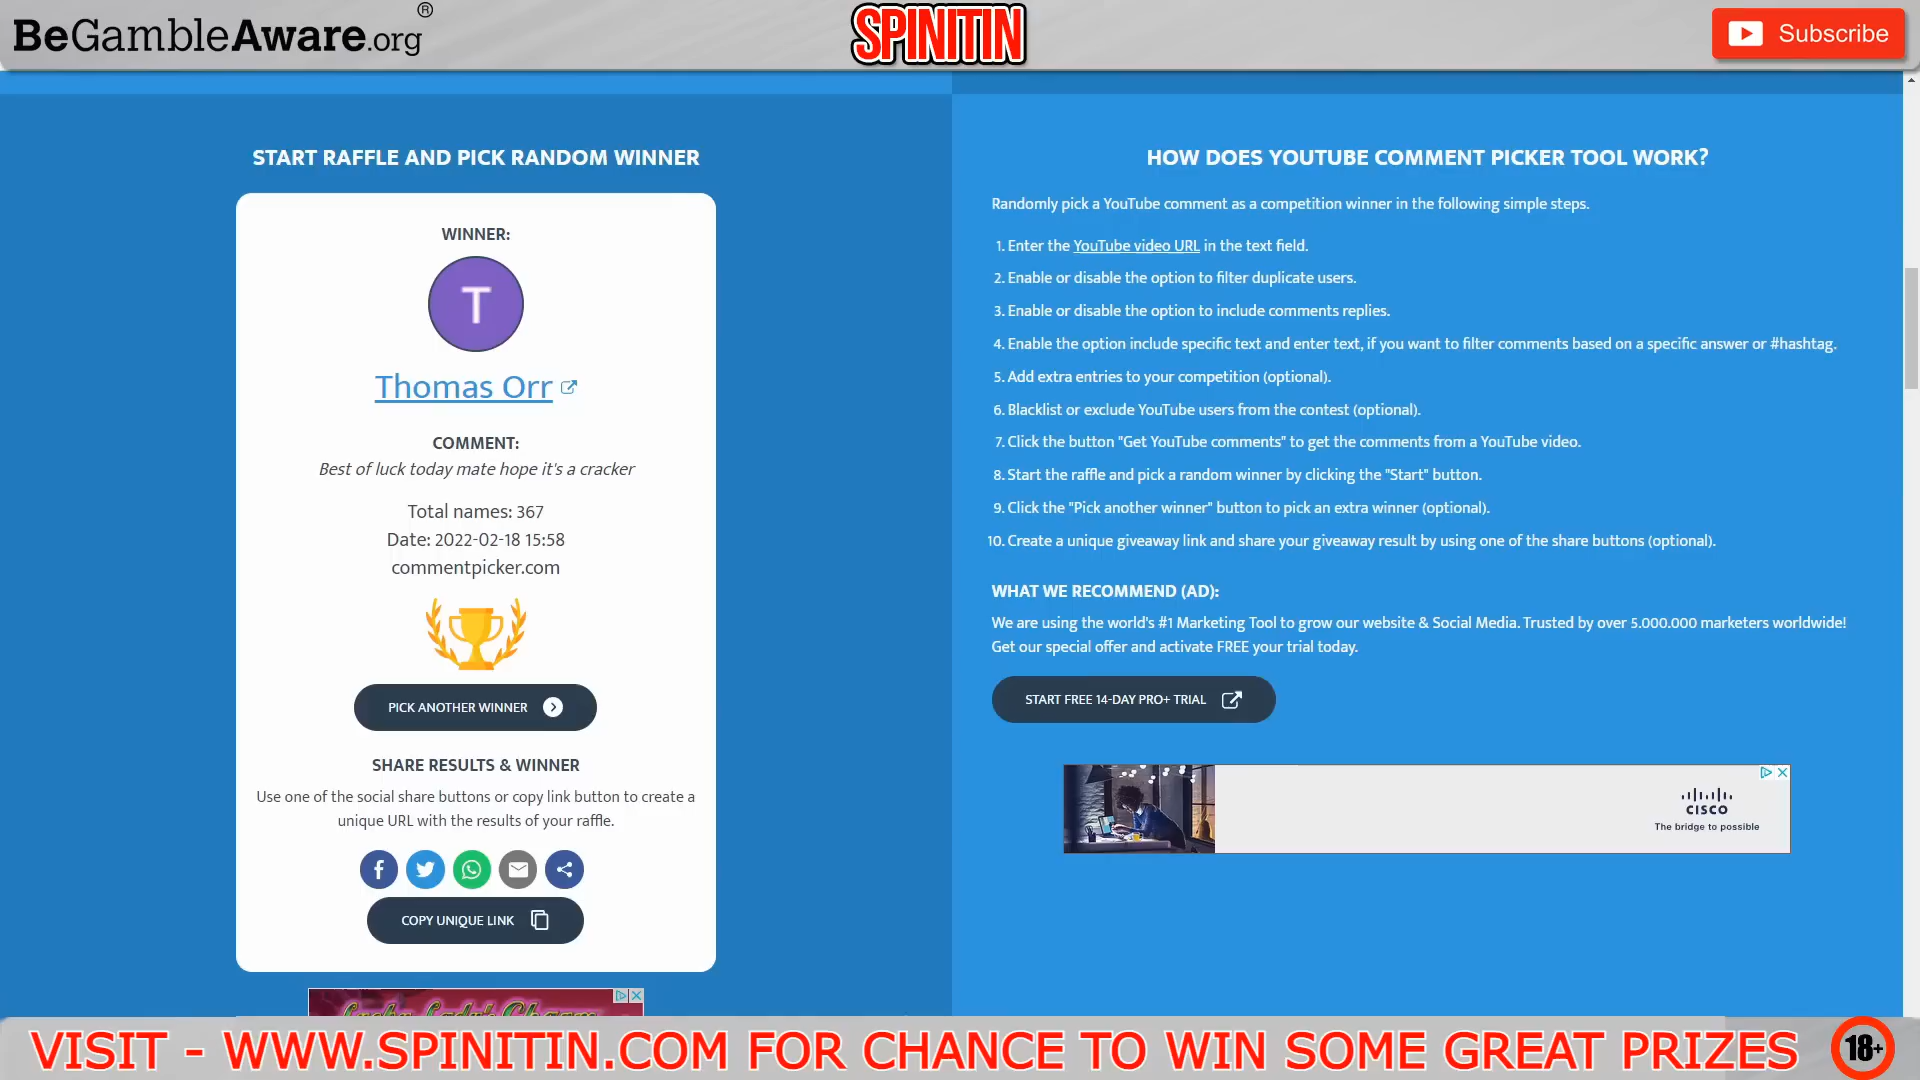 BeGambleAware.org®
SPINITIN
Subscribe
START RAFFLE AND PICK RANDOM WINNER
WINNER:
T
Thomas Orr
COMMENT:
Best of luck today mate hope it's a cracker
Total names: 367
Date: 2022-02-18 15:58
commentpicker.com
PICK ANOTHER WINNER
SHARE RESULTS & WINNER
Use one of the social share buttons or copy link button to create a
unique URL with the results of your raffle.
COPY UNIQUE LINK
Lucky Lady's Charm
HOW DOES YOUTUBE COMMENT PICKER TOOL WORK?
Randomly pick a YouTube comment as a competition winner in the following simple steps.
1. Enter the YouTube video URL in the text field.
2. Enable or disable the option to filter duplicate users.
3. Enable or disable the option to include comments replies.
4. Enable the option include specific text and enter text, if you want to filter comments based on a specific answer or #hashtag.
5. Add extra entries to your competition (optional).
6. Blacklist or exclude YouTube users from the contest (optional).
7. Click the button "Get YouTube comments" to get the comments from a YouTube video.
8. Start the raffle and pick a random winner by clicking the "Start" button.
9. Click the "Pick another winner" button to pick an extra winner (optional).
10. Create a unique giveaway link and share your giveaway result by using one of the share buttons (optional).
WHAT WE RECOMMEND (AD):
We are using the world's #1 Marketing Tool to grow our website & Social Media. Trusted by over 5.000.000 marketers worldwide!
Get our special offer and activate FREE your trial today.
START FREE 14-DAY PRO+ TRIAL
CISCO
The bridge to possible
VISIT - WWW.SPINITIN.COM FOR CHANCE TO WIN SOME GREAT PRIZES
18+